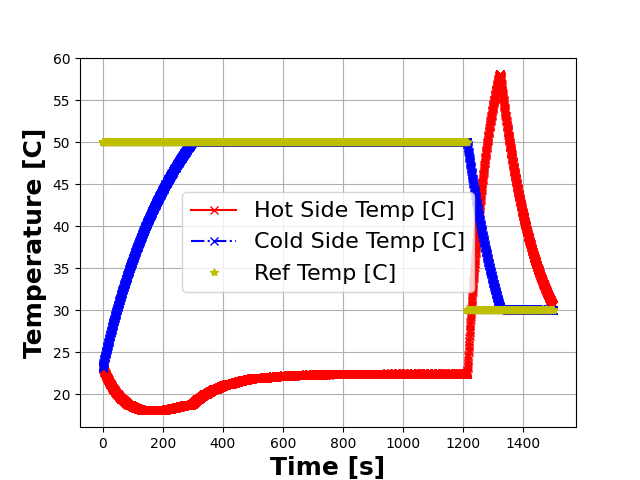 60
55
50
45
40
35
30
25
20
Temperature [C]
Hot Side Temp [C]
Cold Side Temp [C]
Ref Temp [C]
0 200 400 600 800 1000 1200 1400
Time [s]